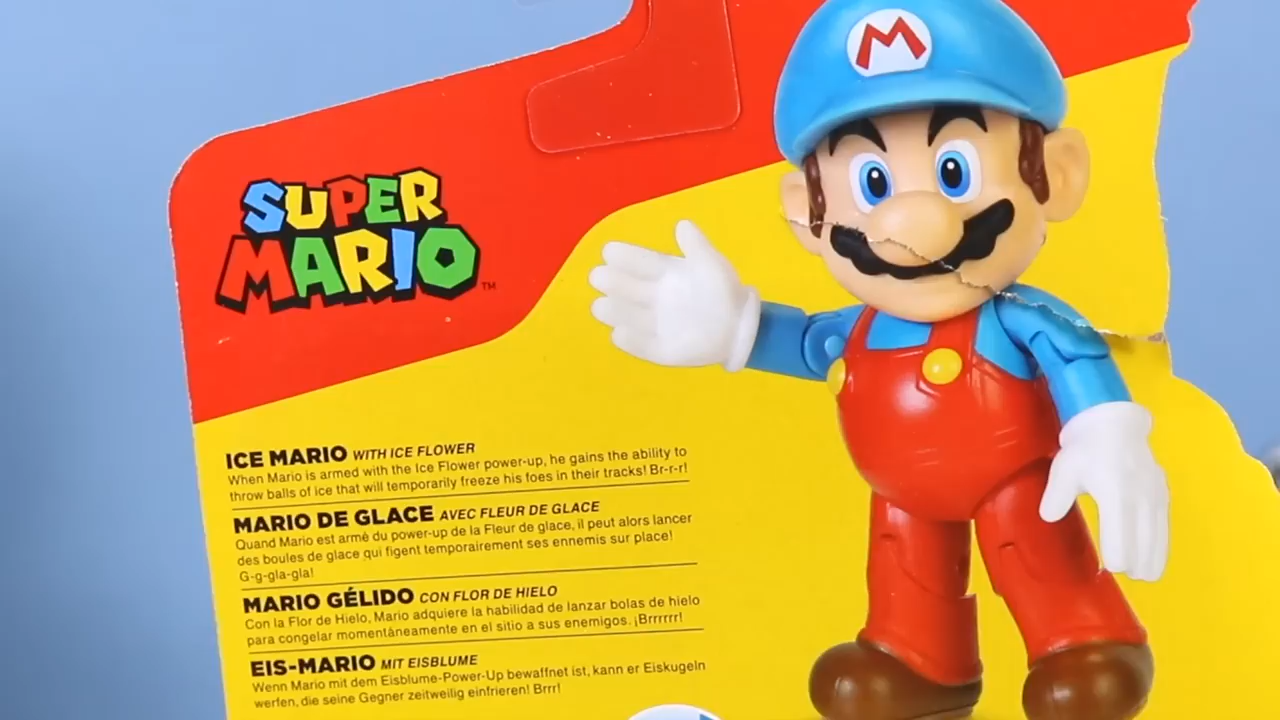 M
SUPER
MARIO™
ICE MARIO WITH ICE FLOWER
When Mario is armed with the Ice Flower power-up, he gains the ability to
throw balls of ice that will temporarily freeze his foes in their tracks! Br-r-r!
MARIO DE GLACE AVEC FLEUR DE GLACE
Quand Mario est armé du power-up de la Fleur de glace, il peut alors lancer
des boules de glace qui figent temporairement ses ennemis sur place!
G-g-gla-gla!
MARIO GÉLIDO CON FLOR DE HIELO
Con la Flor de Hielo, Mario adquiere la habilidad de lanzar bolas de hielo
para congelar momentáneamente en el sitio a sus enemigos. ¡Brrrrrr!
EIS-MARIO MIT EISBLUME
Wenn Mario mit dem Eisblume-Power-Up bewaffnet ist, kann er Eiskugeln
werfen, die seine Gegner zeitweilig einfrieren! Brrr!